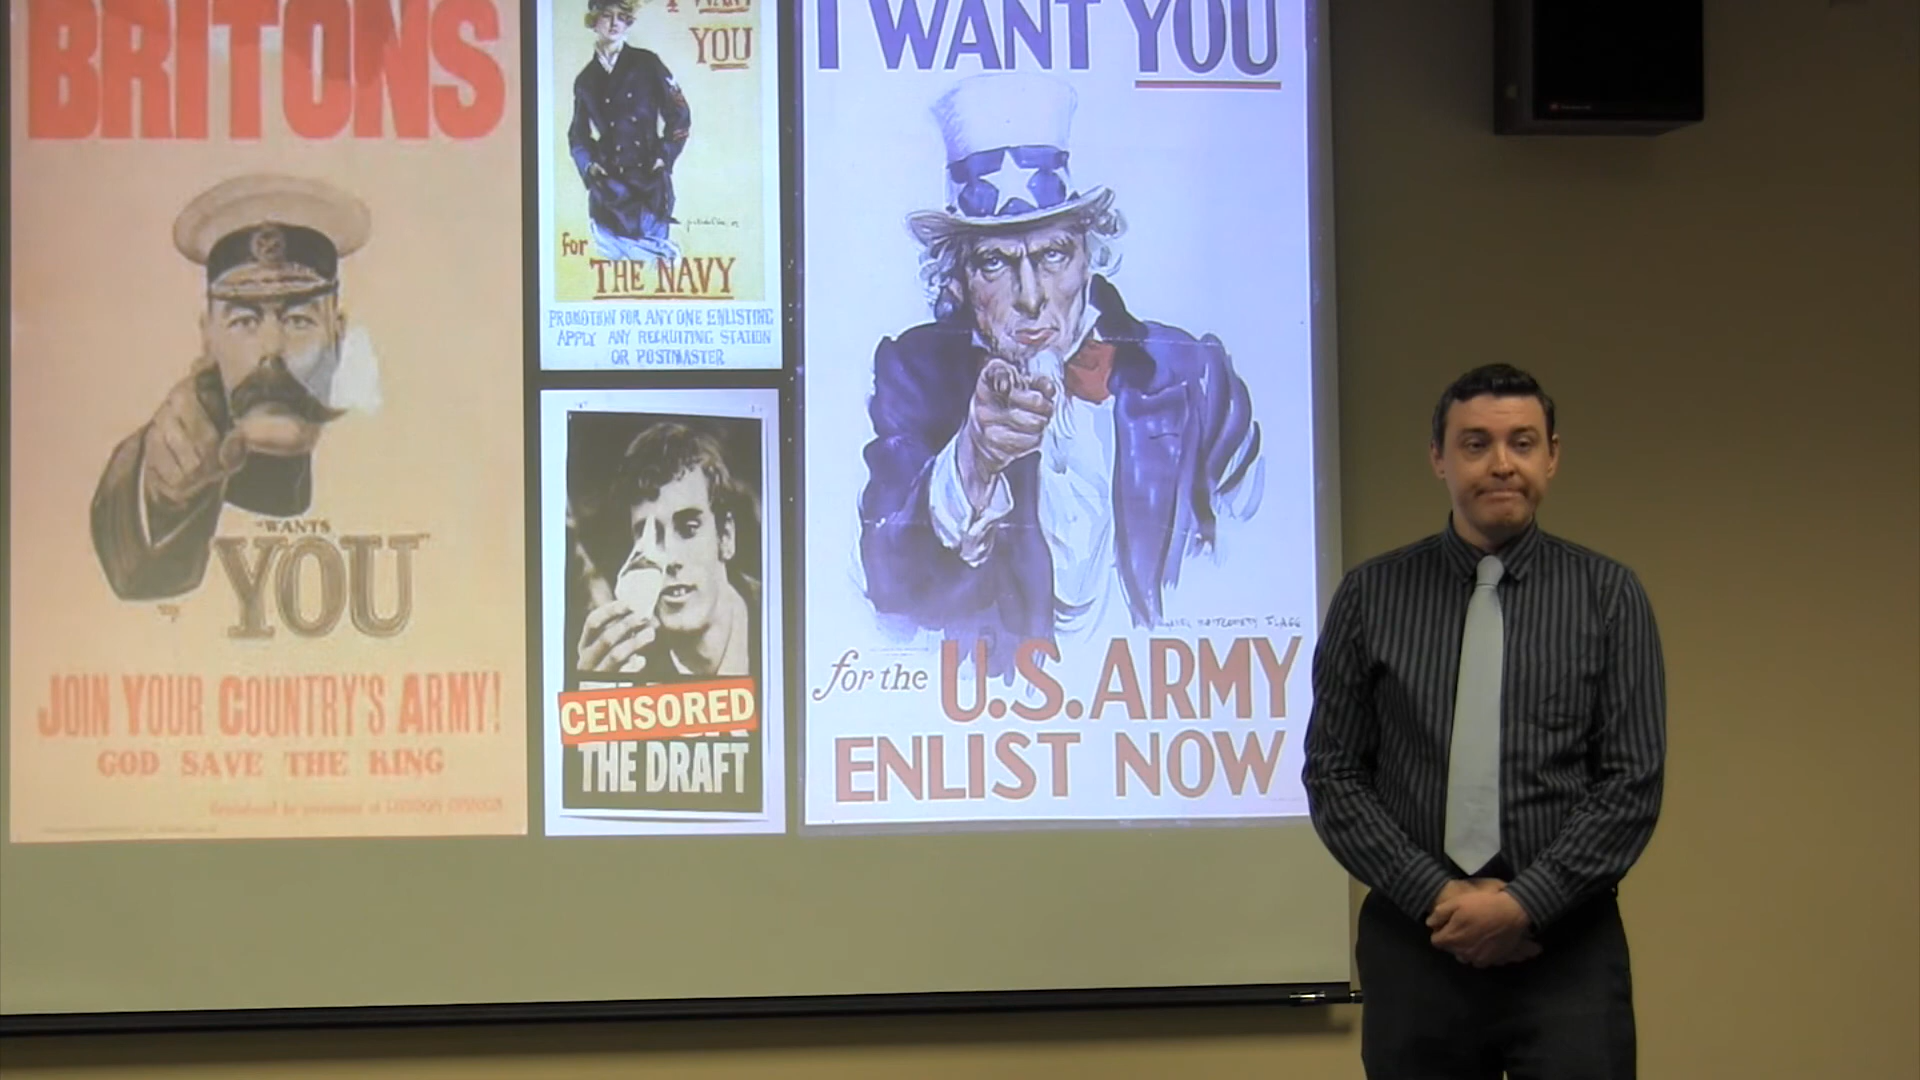 BRITONS
"WANTS
YOU"
JOIN YOUR COUNTRY'S ARMY!
GOD SAVE THE KING
I WANT
YOU
for
THE NAVY
PROMOTION FOR ANY ONE ENLISTING
APPLY ANY RECRUITING STATION
OR POSTMASTER
CENSORED
THE DRAFT
I WANT YOU
for the U.S. ARMY
ENLIST NOW